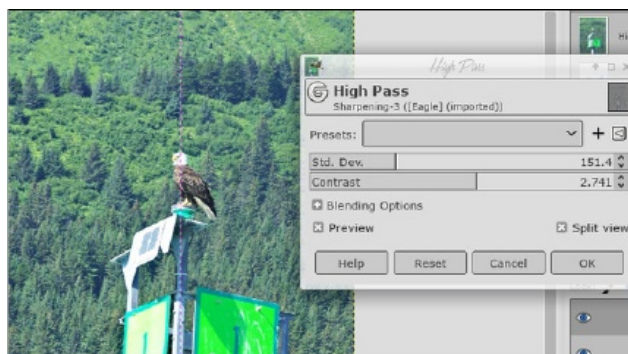 Hi
High Pass
High Pass
Sharpening-3 ([Eagle] (imported))
Presets:
Std. Dev. 151.4
Contrast 2.741
Blending Options
Preview Split view
Help Reset Cancel OK